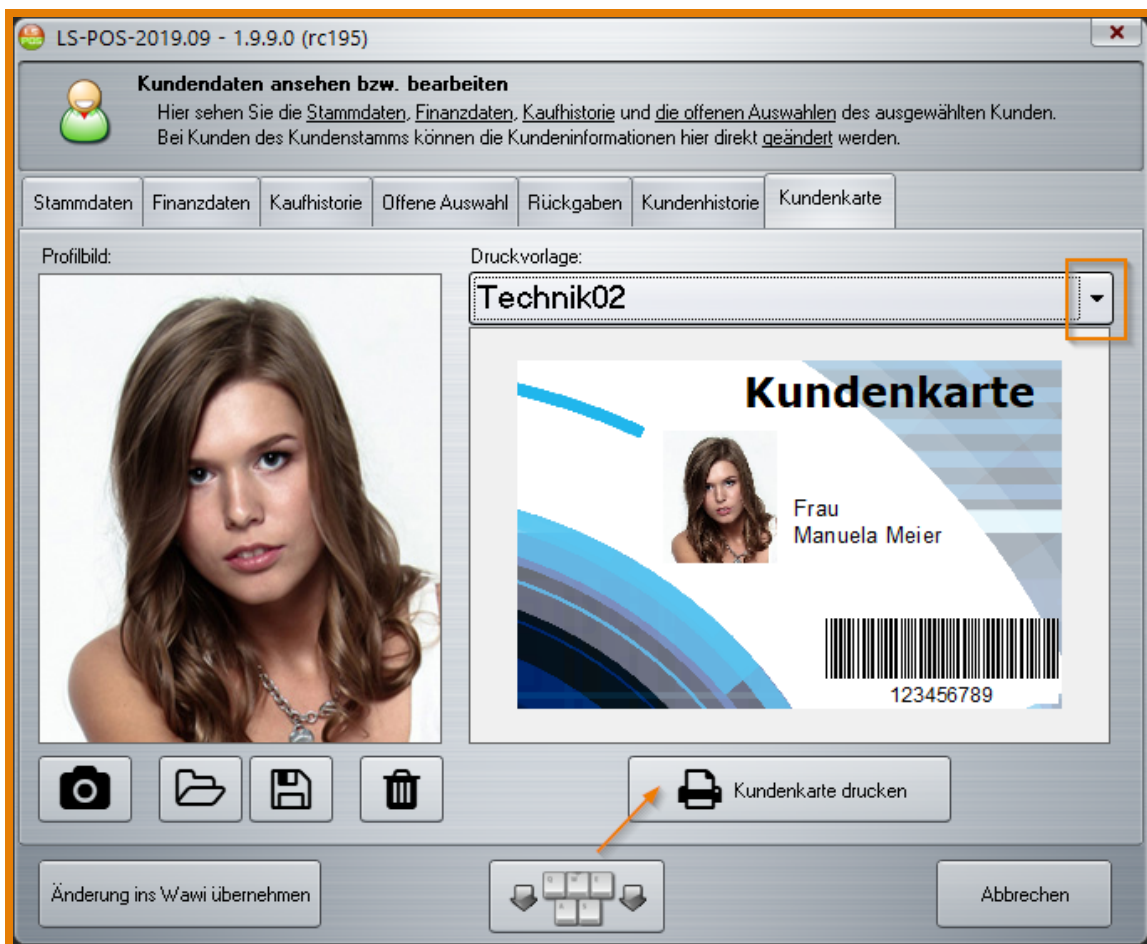 LS-POS-2019.09 - 1.9.9.0 (rc195)
Kundendaten ansehen bzw. bearbeiten
Hier sehen Sie die Stammdaten, Finanzdaten, Kaufhistorie und die offenen Auswahlen des ausgewählten Kunden.
Bei Kunden des Kundenstamms können die Kundeninformationen hier direkt geändert werden.
Stammdaten Finanzdaten Kaufhistorie Offene Auswahl Rückgaben Kundenhistorie Kundenkarte
Profilbild:
Druckvorlage:
Technik02
Kundenkarte
Frau
Manuela Meier
123456789
Kundenkarte drucken
Änderung ins Wawi übernehmen
Abbrechen